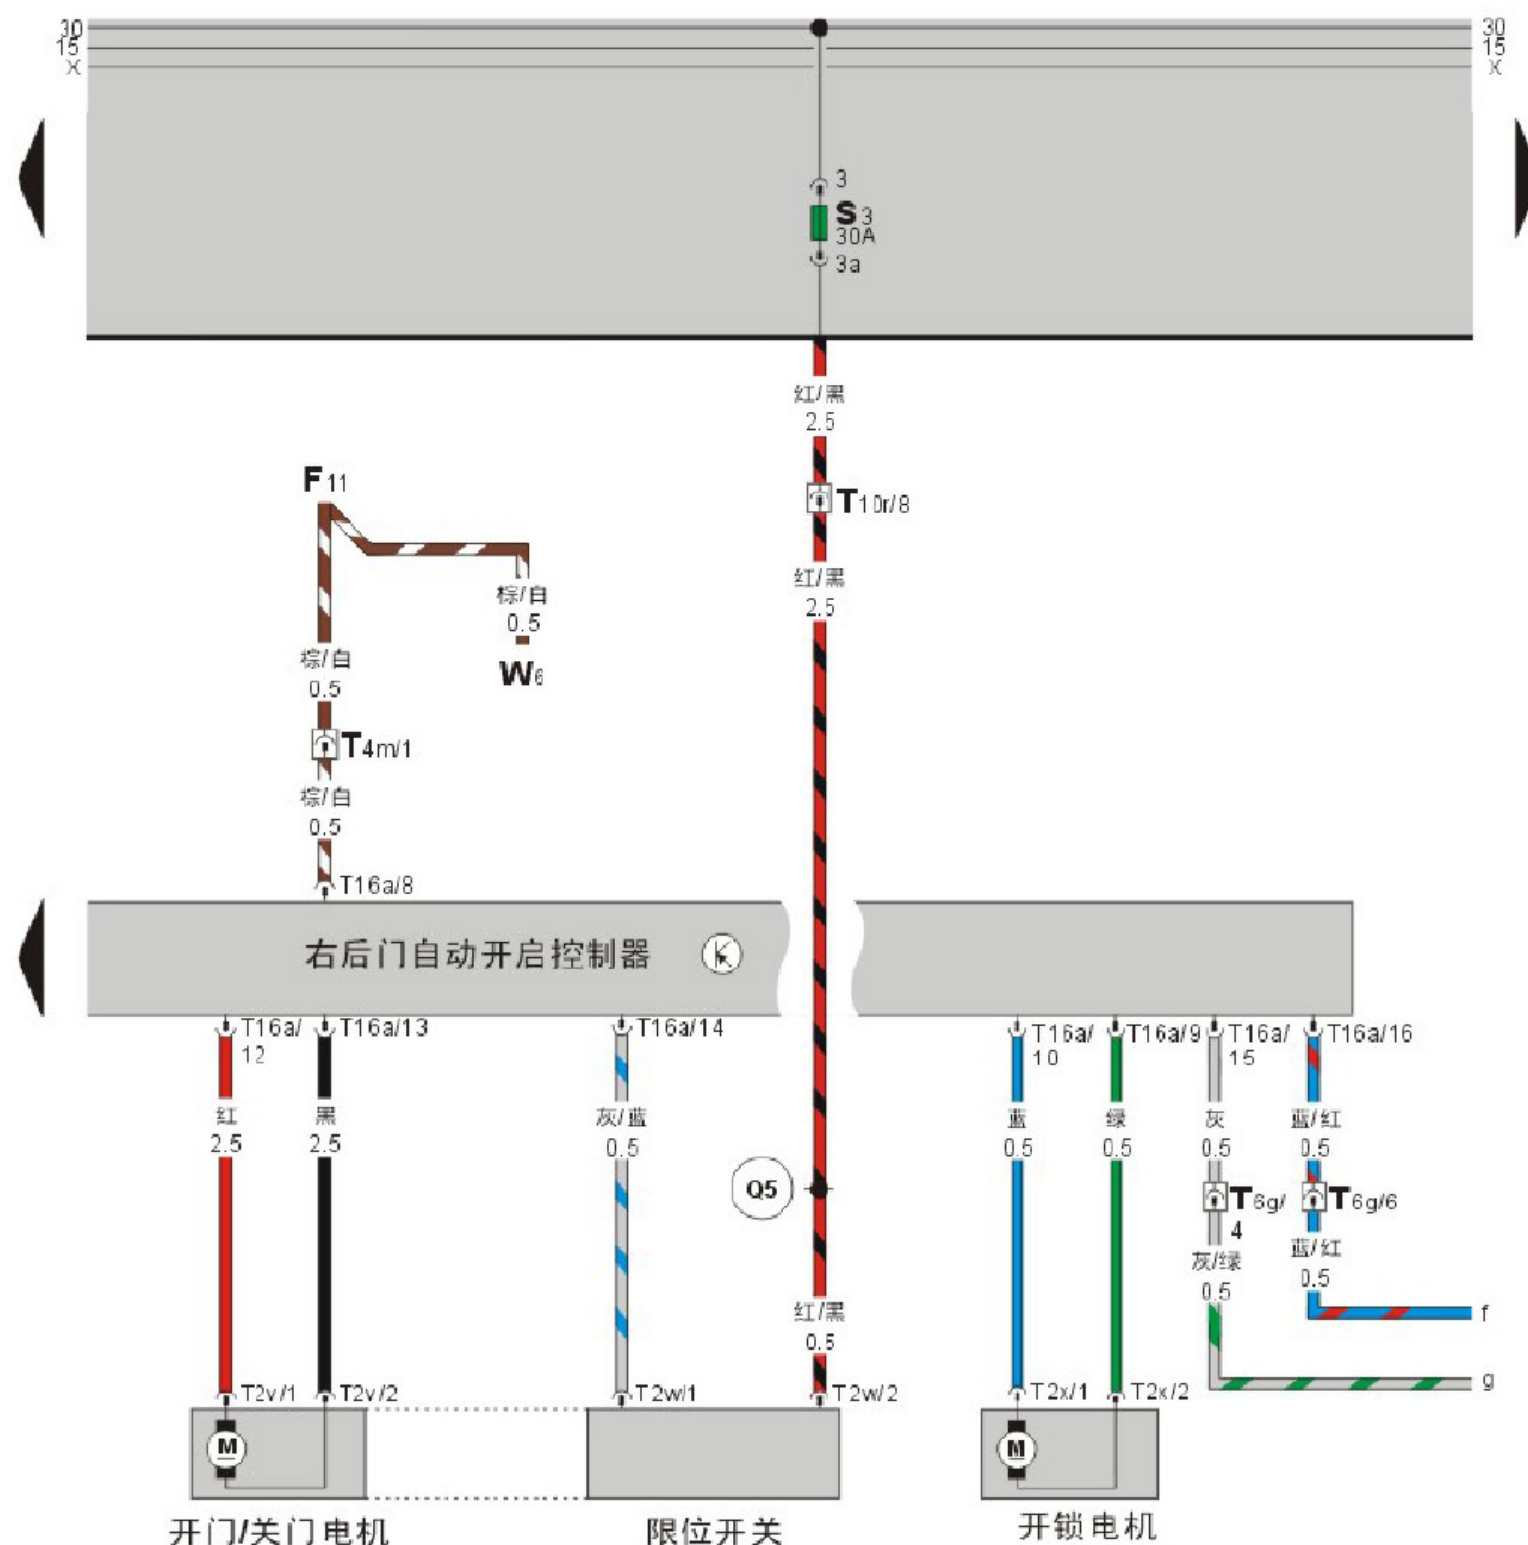 30 30
15 15
X X
3
S3
30A
3a
红/黑
2.5
F11
T10r/8
红/黑
2.5
棕/白
0.5
W6
棕/白
0.5
T4m/1
棕/白
0.5
T16a/8
右后门自动开启控制器
T16a/12
T16a/13
T16a/14
T16a/10
T16a/9
T16a/15
T16a/16
红
2.5
黑
2.5
灰/蓝
0.5
蓝
0.5
绿
0.5
灰
0.5
蓝/红
0.5
Q5
T6g/4
T6g/6
灰/绿
0.5
蓝/红
0.5
f
红/黑
0.5
g
T2v/1
T2v/2
T2w/1
T2w/2
T2x/1
T2x/2
M
M
开门/关门电机
限位开关
开锁电机